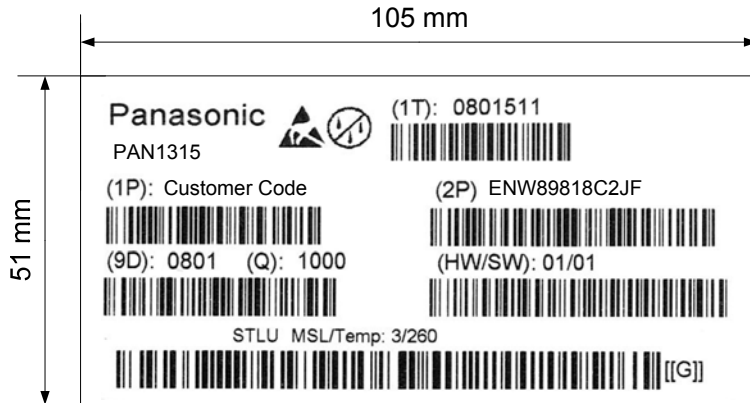 105 mm
51 mm
Panasonic
PAN1315
(1T): 0801511
(1P): Customer Code
(2P) ENW89818C2JF
(9D): 0801 (Q): 1000
(HW/SW): 01/01
STLU MSL/Temp: 3/260
[[G]]